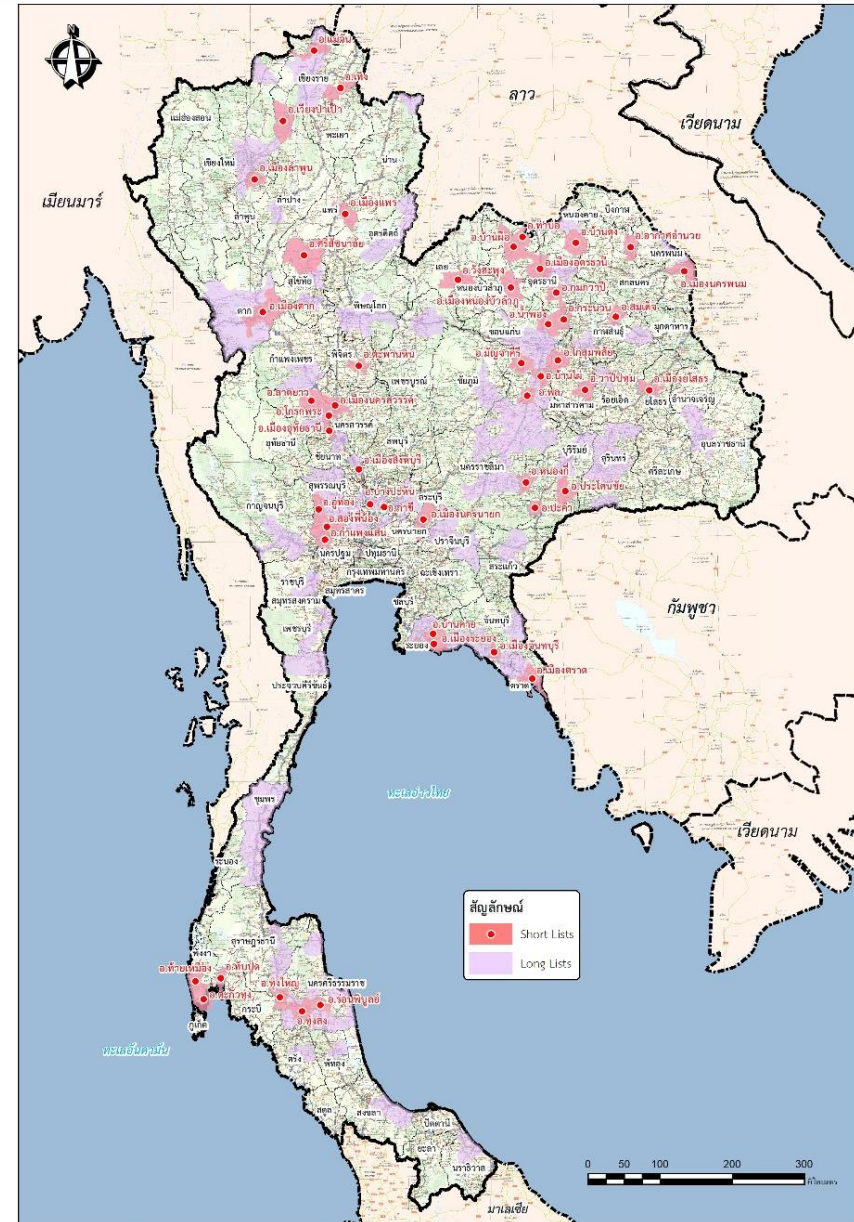 อ.แม่จัน
เชียงราย
อ.เทิง
ลาว
แม่ฮ่องสอน
อ.เวียงป่าเป้า
พะเยา
เวียดนาม
เชียงใหม่
น่าน
อ.เมืองลำพูน
เมียนมาร์
ลำปาง
ลำพูน
แพร่
อ.เมืองแพร่
อุตรดิตถ์
หนองคาย
บึงกาฬ
อ.ท่าบ่อ
อ.บ้านผือ
อ.บ้านดุง
อ.อากาศอำนวย
นครพนม
อ.ศรีสัชนาลัย
เลย
อ.วังสะพุง
อ.เมืองอุดรธานี
อ.เมืองนครพนม
สุโขทัย
หนองบัวลำภู
อุดรธานี
สกลนคร
อ.กุมภวาปี
อ.เมืองหนองบัวลำภู
ตาก
อ.เมืองตาก
พิษณุโลก
อ.น้ำพอง
อ.กระนวน
อ.สมเด็จ
ขอนแก่น
กาฬสินธุ์
มุกดาหาร
กำแพงเพชร
พิจิตร
อ.ตะพานหิน
อ.มัญจาคีรี
อ.โกสุมพิสัย
เพชรบูรณ์
ชัยภูมิ
อ.บ้านไผ่
อ.วาปีปทุม
อ.เมืองยโสธร
อ.ลาดยาว
อ.เมืองนครสวรรค์
อ.พล
มหาสารคาม
ร้อยเอ็ด
ยโสธร
อำนาจเจริญ
อ.โกรกพระ
อ.เมืองอุทัยธานี
นครสวรรค์
อุทัยธานี
ลพบุรี
อุบลราชธานี
บุรีรัมย์
สุรินทร์
ชัยนาท
อ.เมืองสิงห์บุรี
นครราชสีมา
ศรีสะเกษ
อ.หนองกี่
สุพรรณบุรี
อ.ประโคนชัย
กาญจนบุรี
อ.อู่ทอง
อ.บางปะหัน
สระบุรี
อ.ภาชี
อ.ปะคำ
อ.สองพี่น้อง
อ.เมืองนครนายก
อ.กำแพงแสน
นครนายก
ปราจีนบุรี
นครปฐม
ปทุมธานี
สระแก้ว
กรุงเทพมหานคร
ฉะเชิงเทรา
ราชบุรี
สมุทรสาคร
สมุทรสงคราม
ชลบุรี
กัมพูชา
จันทบุรี
เพชรบุรี
อ.บ้านค่าย
ระยอง
อ.เมืองระยอง
อ.เมืองจันทบุรี
อ.เมืองตราด
ตราด
ประจวบคีรีขันธ์
ทะเลอ่าวไทย
ชุมพร
เวียดนาม
ระนอง
สัญลักษณ์
Short Lists
Long Lists
สุราษฎร์ธานี
พังงา
อ.ท้ายเหมือง
อ.ทับปุด
นครศรีธรรมราช
อ.ทุ่งใหญ่
อ.ตะกั่วทุ่ง
อ.ร่อนพิบูลย์
กระบี่
อ.ทุ่งสง
ภูเก็ต
ทะเลอันดามัน
ตรัง
พัทลุง
สตูล
สงขลา
ปัตตานี
ยะลา
นราธิวาส
0 50 100 200 300
กิโลเมตร
มาเลเซีย